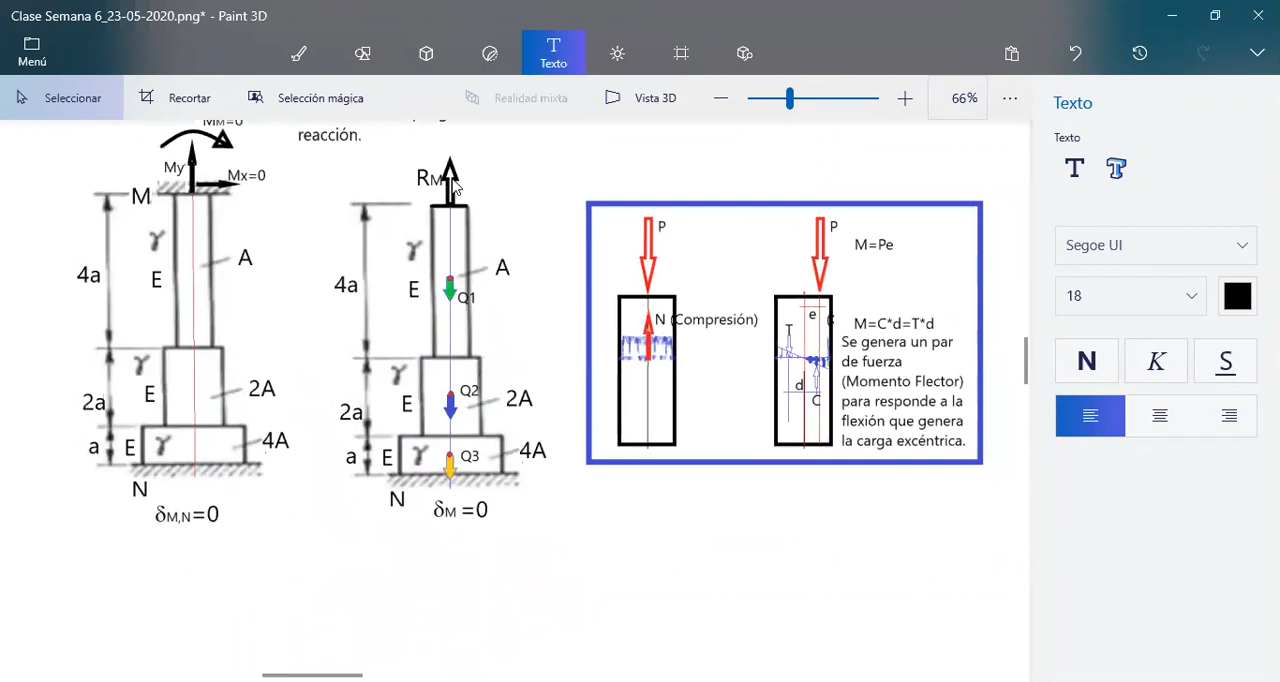 Clase Semana 6_23-05-2020.png* - Paint 3D
Menú
Texto
Seleccionar
Recortar
Selección mágica
Realidad mixta
Vista 3D
66%
Texto
Texto
T T
Segoe UI
18
N K S
MM=0
reacción.
My
Mx=0
M
γ
E
A
4a
γ
E
2A
2a
a
E
γ
4A
N
δM,N=0
RM
γ
E
A
4a
Q1
γ
E
Q2
2A
2a
a
E
γ
Q3
4A
N
δM =0
P
N (Compresión)
P
M=Pe
e
T
d
C
M=C*d=T*d
Se genera un par
de fuerza
(Momento Flector)
para responde a la
flexión que genera
la carga excéntrica.